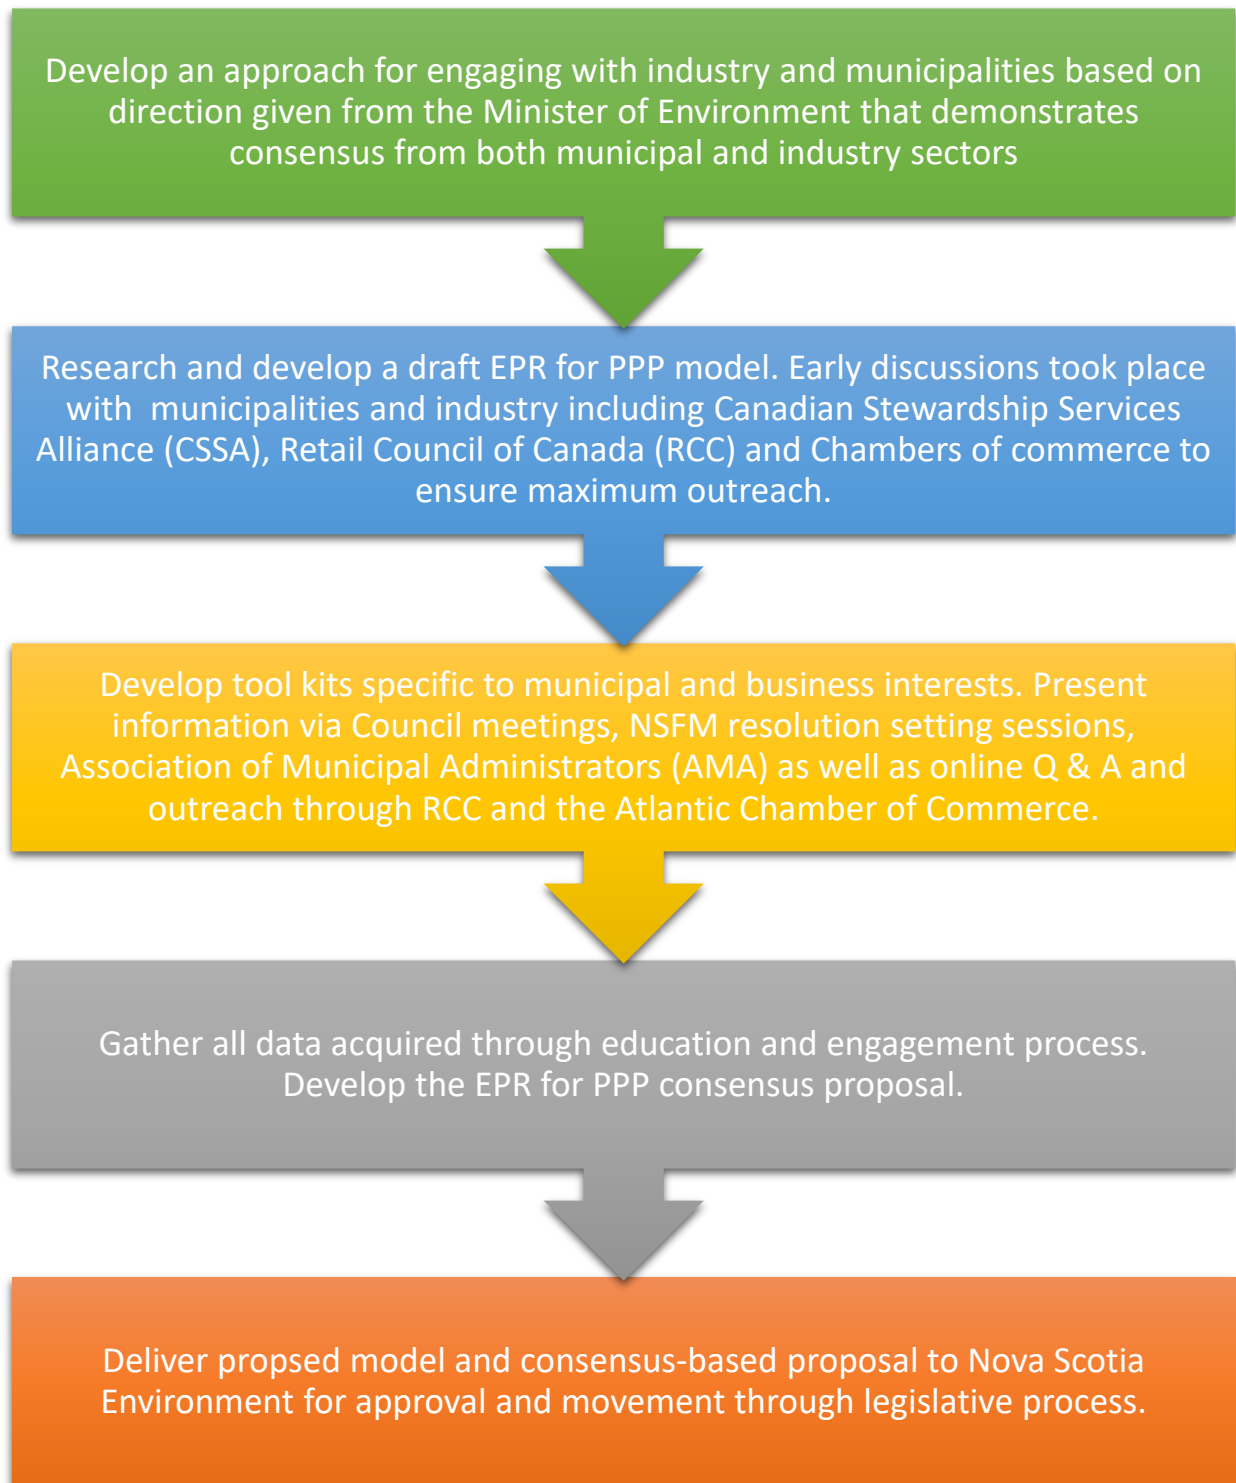 Develop an approach for engaging with industry and municipalities based on
direction given from the Minister of Environment that demonstrates
consensus from both municipal and industry sectors
Research and develop a draft EPR for PPP model. Early discussions took place
with  municipalities and industry including Canadian Stewardship Services
Alliance (CSSA), Retail Council of Canada (RCC) and Chambers of commerce to
ensure maximum outreach.
Develop tool kits specific to municipal and business interests. Present
information via Council meetings, NSFM resolution setting sessions,
Association of Municipal Administrators (AMA) as well as online Q & A and
outreach through RCC and the Atlantic Chamber of Commerce.
Gather all data acquired through education and engagement process.
Develop the EPR for PPP consensus proposal.
Deliver propsed model and consensus-based proposal to Nova Scotia
Environment for approval and movement through legislative process.